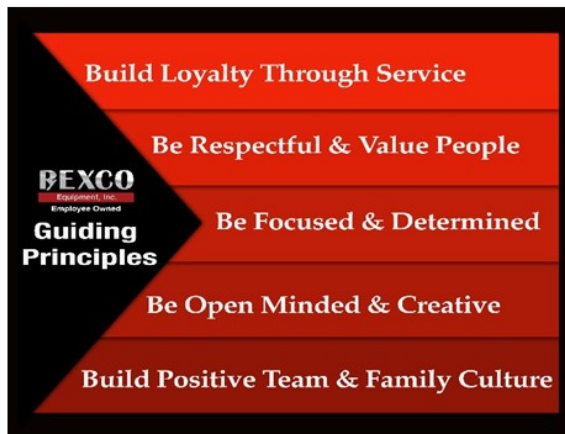 Build Loyalty Through Service
Be Respectful & Value People
BEXCO
Equipment, Inc.
Employee Owned
Guiding
Principles
Be Focused & Determined
Be Open Minded & Creative
Build Positive Team & Family Culture